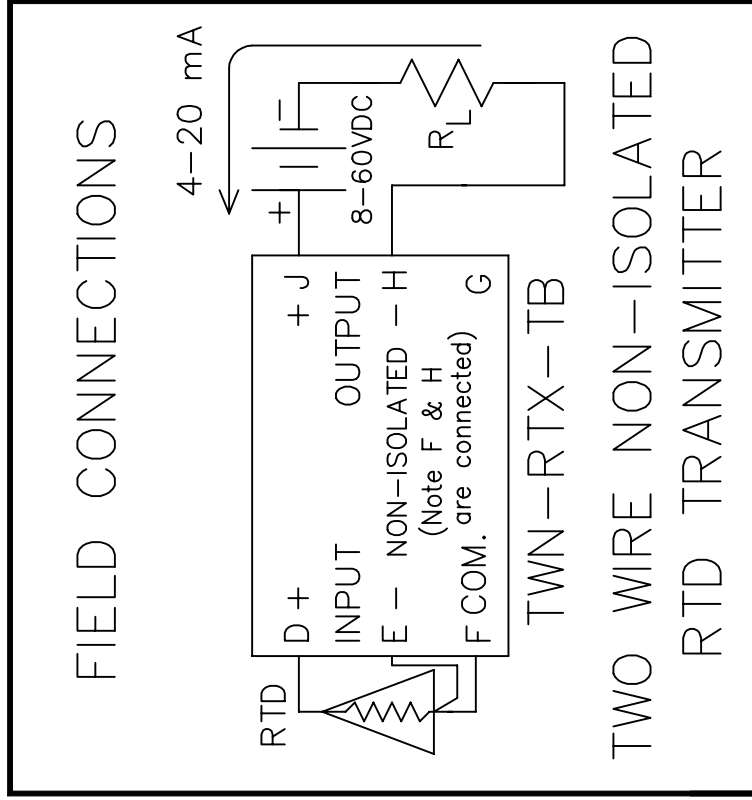 FIELD CONNECTIONS
4-20 mA
+ -
8-60VDC
R_L
RTD
D + + J
INPUT OUTPUT
E - NON-ISOLATED - H
(Note F & H
are connected)
F COM. G
TWN-RTX-TB
TWO WIRE NON-ISOLATED
RTD TRANSMITTER